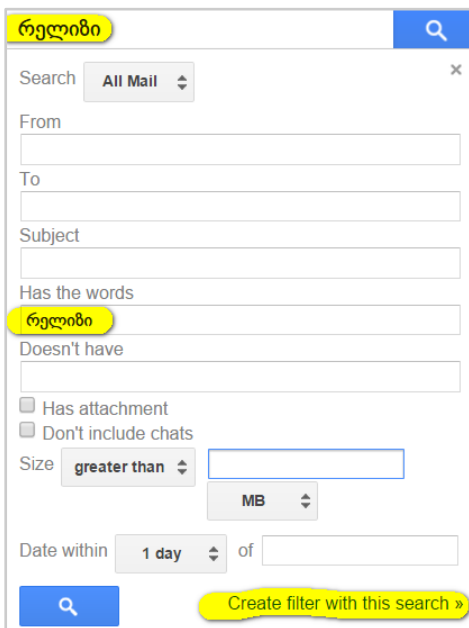 რელიზი
Search All Mail ×
From
To
Subject
Has the words
რელიზი
Doesn't have
Has attachment
Don't include chats
Size greater than
MB
Date within 1 day of
Create filter with this search »